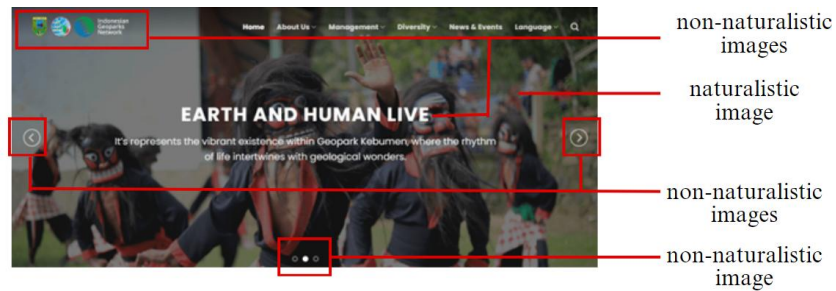 Indonesian
Geoparks
Network
Home About Us Management Diversity News & Events Language
EARTH AND HUMAN LIVE
It's represents the vibrant existence within Geopark Kebumen, where the rhythm
of life intertwines with geological wonders.
non-naturalistic
images
naturalistic
image
non-naturalistic
images
non-naturalistic
image